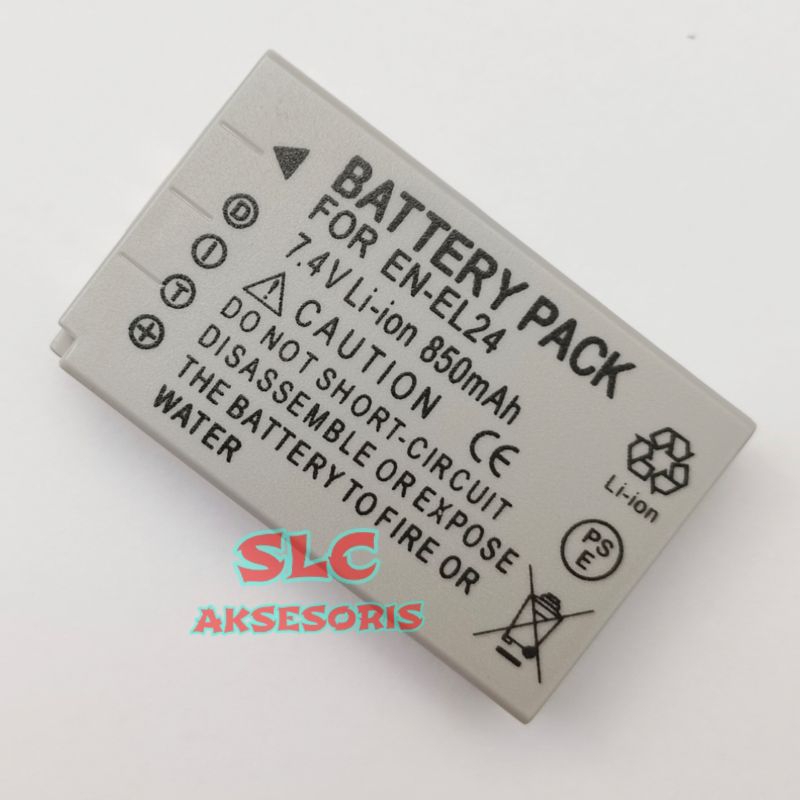 BATTERY PACK
FOR EN-EL24
7.4V Li-ion 850mAh
CAUTION
DO NOT SHORT-CIRCUIT
DISASSEMBLE OR EXPOSE
THE BATTERY TO FIRE OR
WATER
D
I
T
+
CE
Li-ion
PS
E
SLC
AKSESORIS